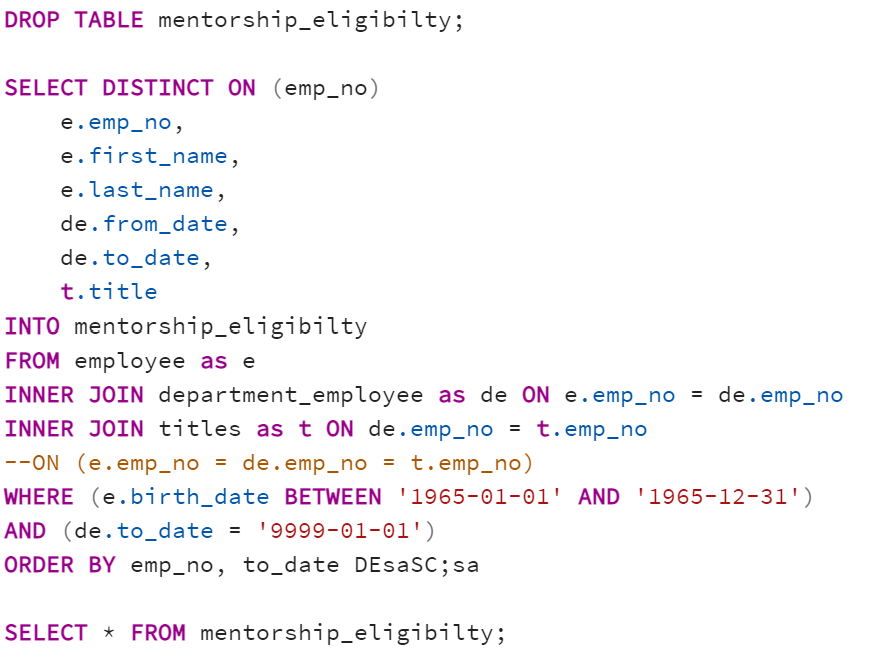 DROP TABLE mentorship_eligibilty;
SELECT DISTINCT ON (emp_no)
e.emp_no,
e.first_name,
e.last_name,
de.from_date,
de.to_date,
t.title
INTO mentorship_eligibilty
FROM employee as e
INNER JOIN department_employee as de ON e.emp_no = de.emp_no
INNER JOIN titles as t ON de.emp_no = t.emp_no
--ON (e.emp_no = de.emp_no = t.emp_no)
WHERE (e.birth_date BETWEEN '1965-01-01' AND '1965-12-31')
AND (de.to_date = '9999-01-01')
ORDER BY emp_no, to_date DEsaSC;sa
SELECT * FROM mentorship_eligibilty;